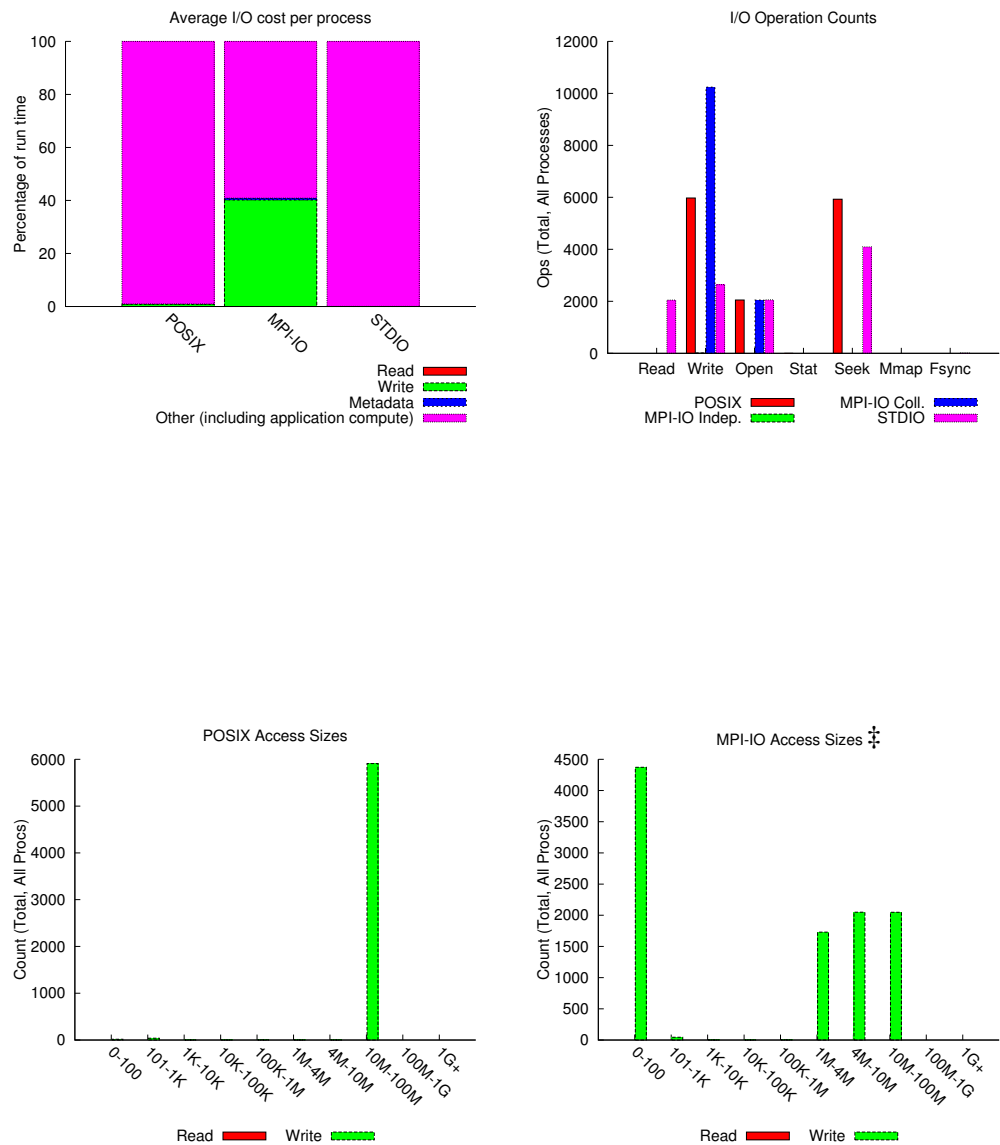 Average I/O cost per process
Percentage of run time
100
80
60
40
20
0
POSIX
MPI-IO
STDIO
Read
Write
Metadata
Other (including application compute)
I/O Operation Counts
Ops (Total, All Processes)
12000
10000
8000
6000
4000
2000
0
Read Write Open Stat Seek Mmap Fsync
POSIX MPI-IO Coll.
MPI-IO Indep. STDIO
POSIX Access Sizes
Count (Total, All Procs)
6000
5000
4000
3000
2000
1000
0
0-100
101-1K
1K-10K
10K-100K
100K-1M
1M-4M
4M-10M
10M-100M
100M-1G
1G+
Read Write
MPI-IO Access Sizes ‡
Count (Total, All Procs)
4500
4000
3500
3000
2500
2000
1500
1000
500
0
0-100
101-1K
1K-10K
10K-100K
100K-1M
1M-4M
4M-10M
10M-100M
100M-1G
1G+
Read Write